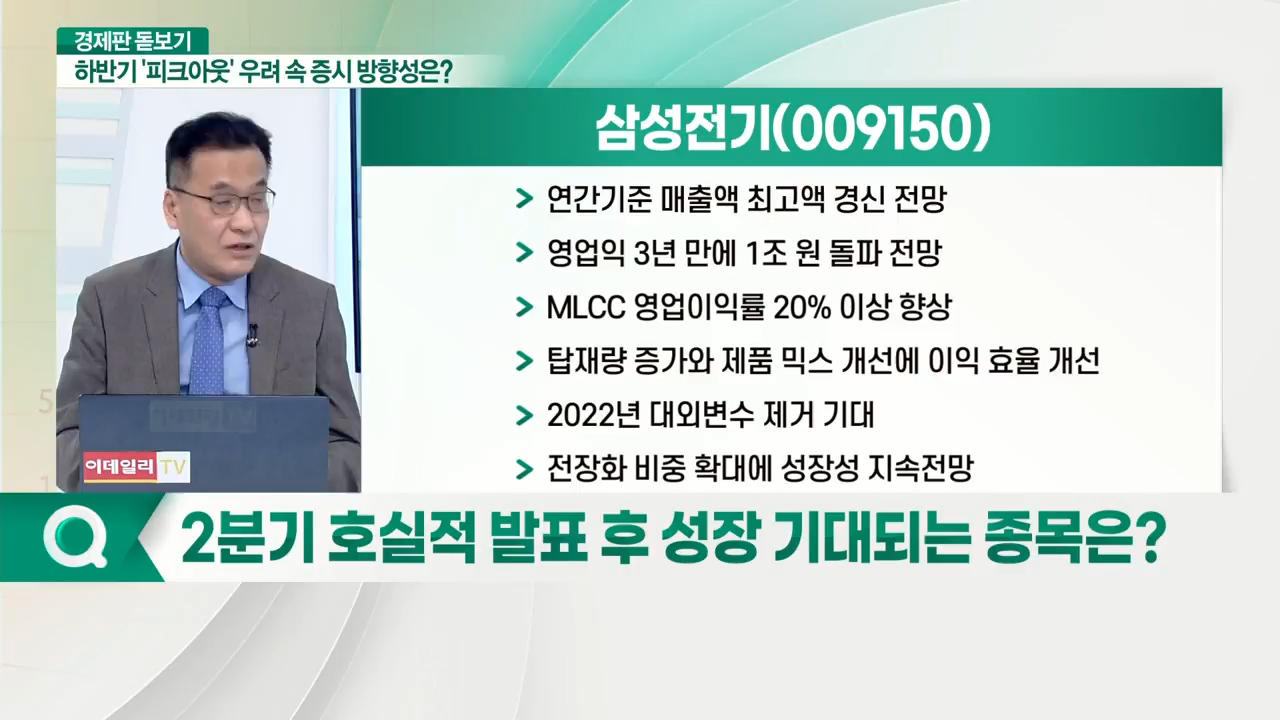 경제판 돋보기
하반기 '피크아웃' 우려 속 증시 방향성은?
삼성전기(009150)
> 연간기준 매출액 최고액 경신 전망
> 영업익 3년 만에 1조 원 돌파 전망
> MLCC 영업이익률 20% 이상 향상
> 탑재량 증가와 제품 믹스 개선에 이익 효율 개선
> 2022년 대외변수 제거 기대
> 전장화 비중 확대에 성장성 지속전망
이데일리 TV
Q 2분기 호실적 발표 후 성장 기대되는 종목은?